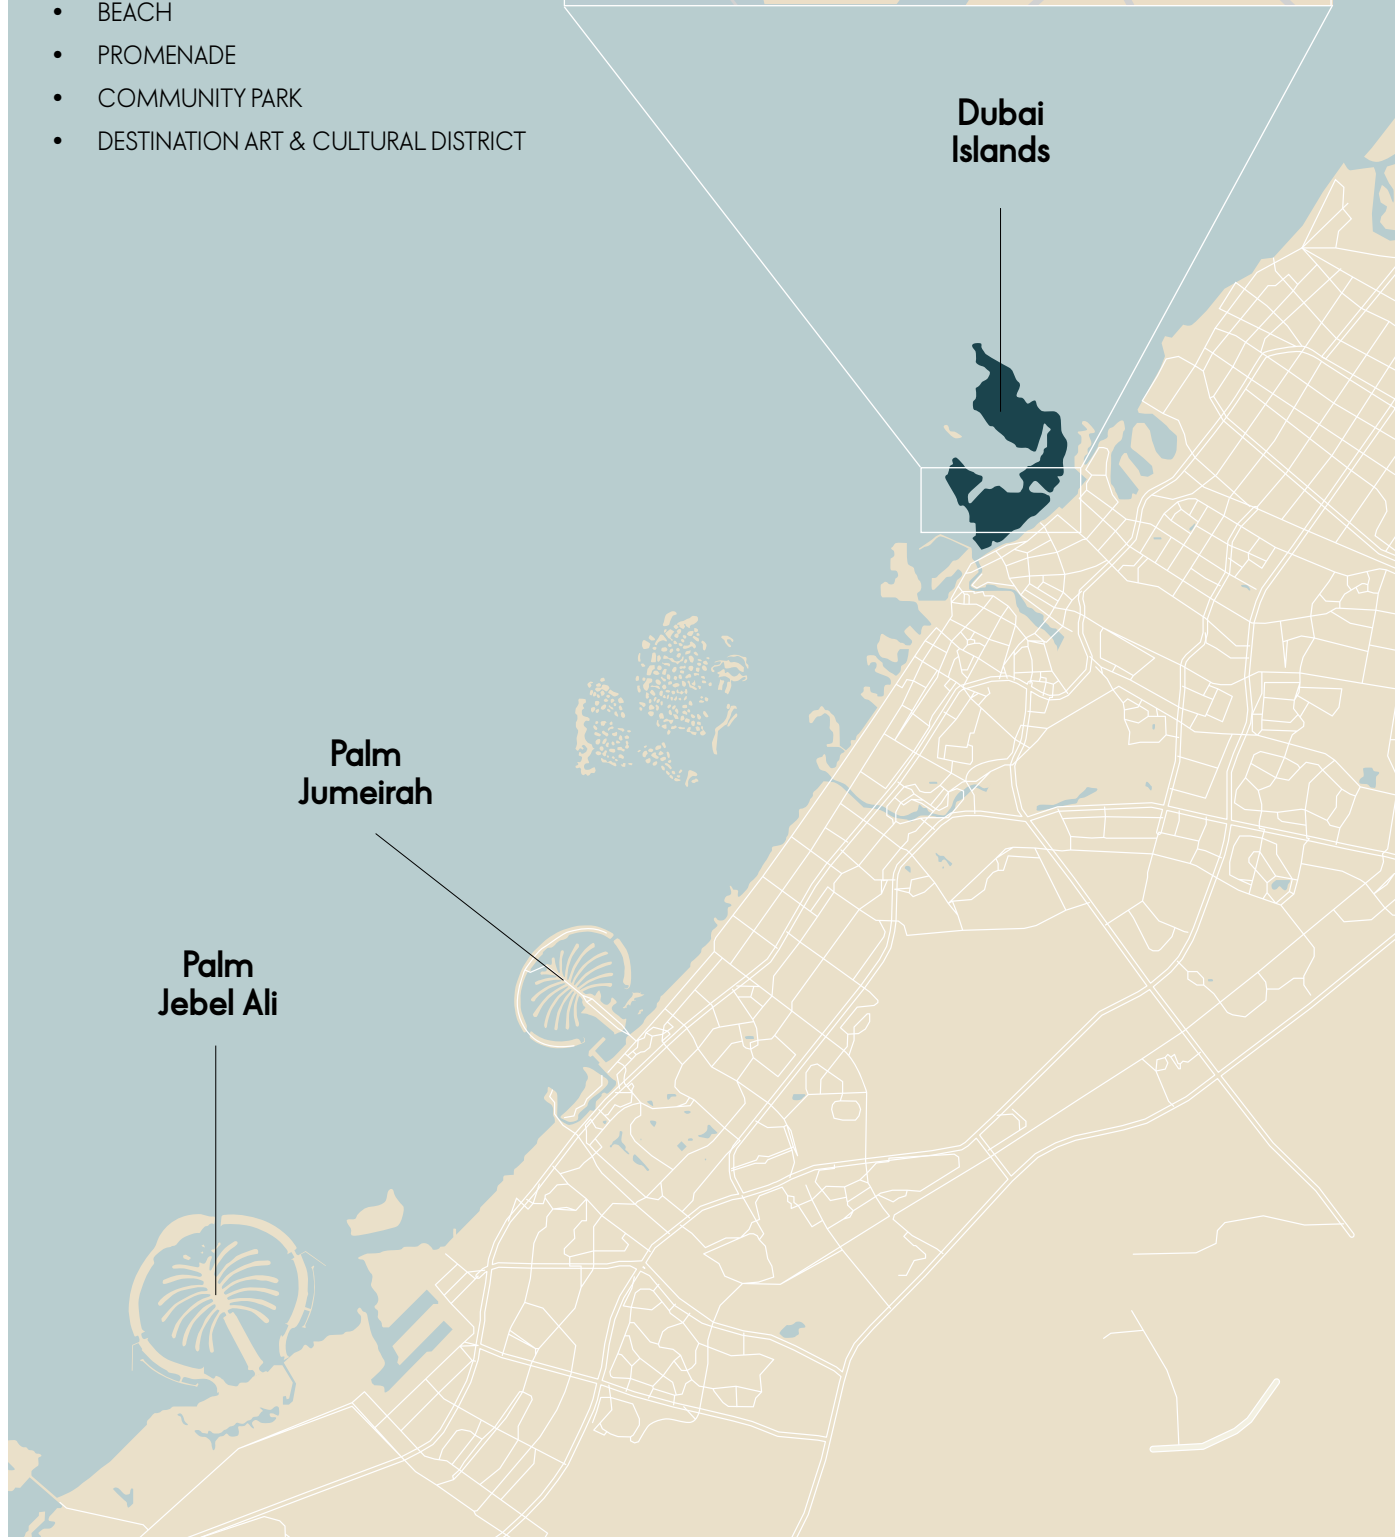 • BEACH
• PROMENADE
• COMMUNITY PARK
• DESTINATION ART & CULTURAL DISTRICT
Dubai
Islands
Palm
Jumeirah
Palm
Jebel Ali